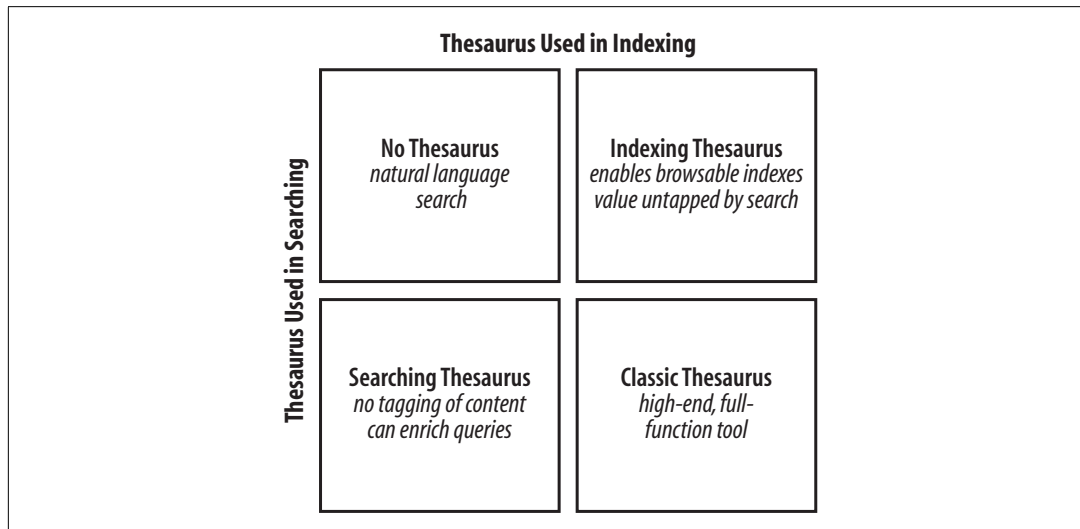 Thesaurus Used in Indexing
Thesaurus Used in Searching
No Thesaurus
natural language
search
Indexing Thesaurus
enables browsable indexes
value untapped by search
Searching Thesaurus
no tagging of content
can enrich queries
Classic Thesaurus
high-end, full-
function tool